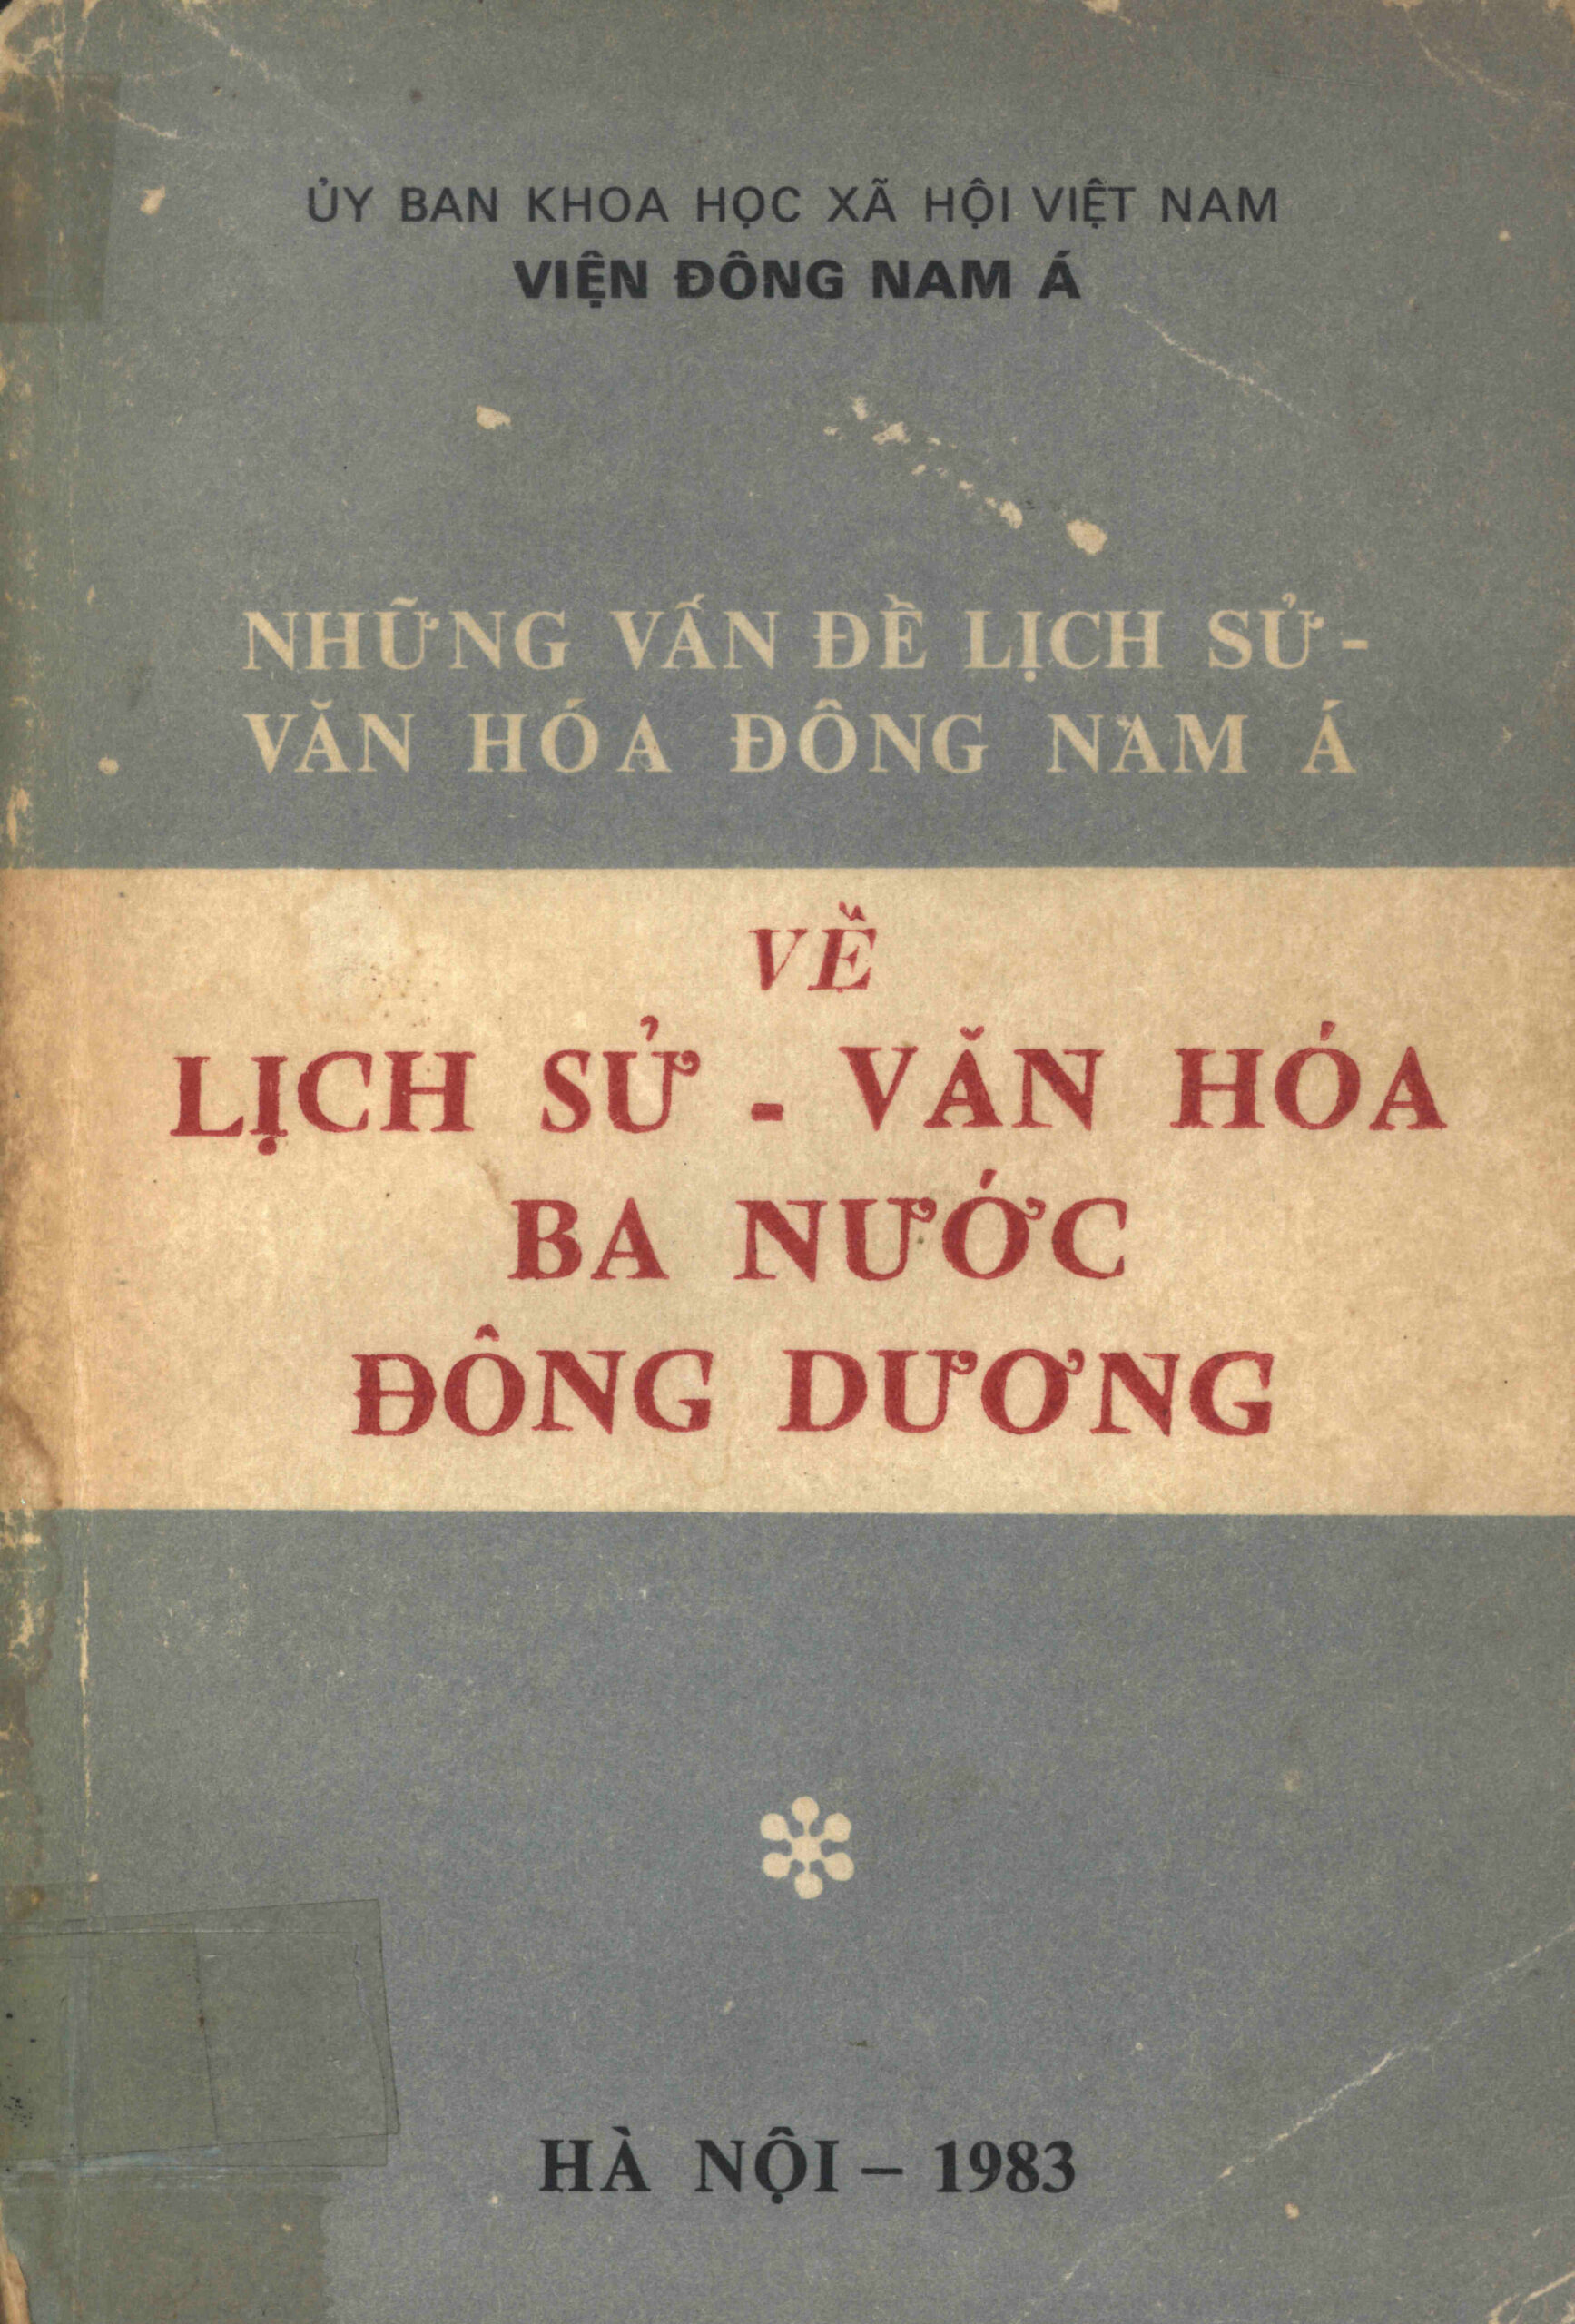 ỦY BAN KHOA HỌC XÃ HỘI VIỆT NAM
VIỆN ĐÔNG NAM Á
NHỮNG VẤN ĐỀ LỊCH SỬ -
VĂN HÓA ĐÔNG NAM Á
VỀ
LỊCH SỬ - VĂN HÓA
BA NƯỚC
ĐÔNG DƯƠNG
HÀ NỘI – 1983